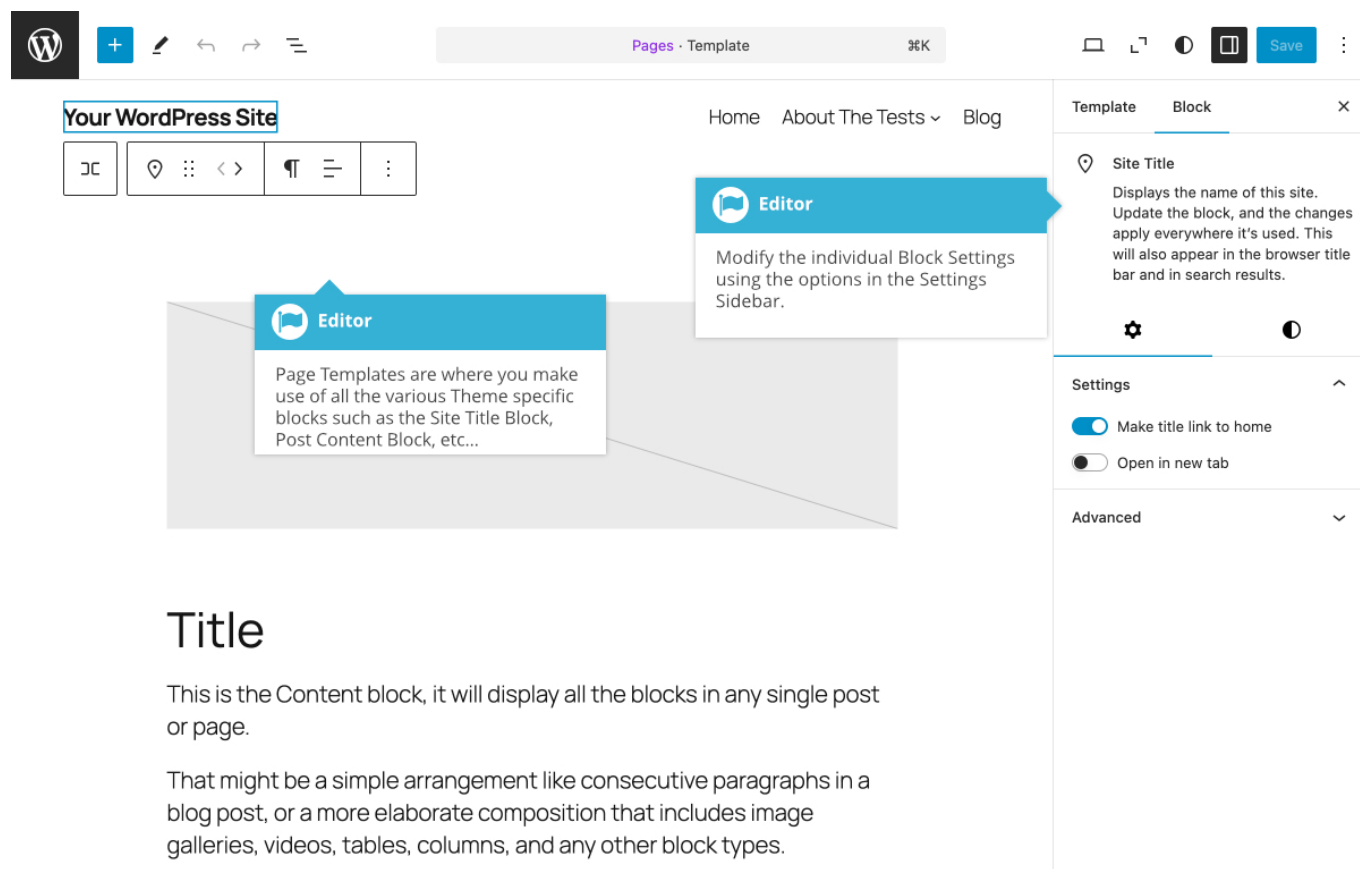 Pages · Template
⌘K
Save
Your WordPress Site
Home About The Tests Blog
Template Block
Site Title
Displays the name of this site.
Update the block, and the changes
apply everywhere it's used. This
will also appear in the browser title
bar and in search results.
Editor
Modify the individual Block Settings
using the options in the Settings
Sidebar.
Editor
Page Templates are where you make
use of all the various Theme specific
blocks such as the Site Title Block,
Post Content Block, etc...
Settings
Make title link to home
Open in new tab
Advanced
Title
This is the Content block, it will display all the blocks in any single post
or page.
That might be a simple arrangement like consecutive paragraphs in a
blog post, or a more elaborate composition that includes image
galleries, videos, tables, columns, and any other block types.